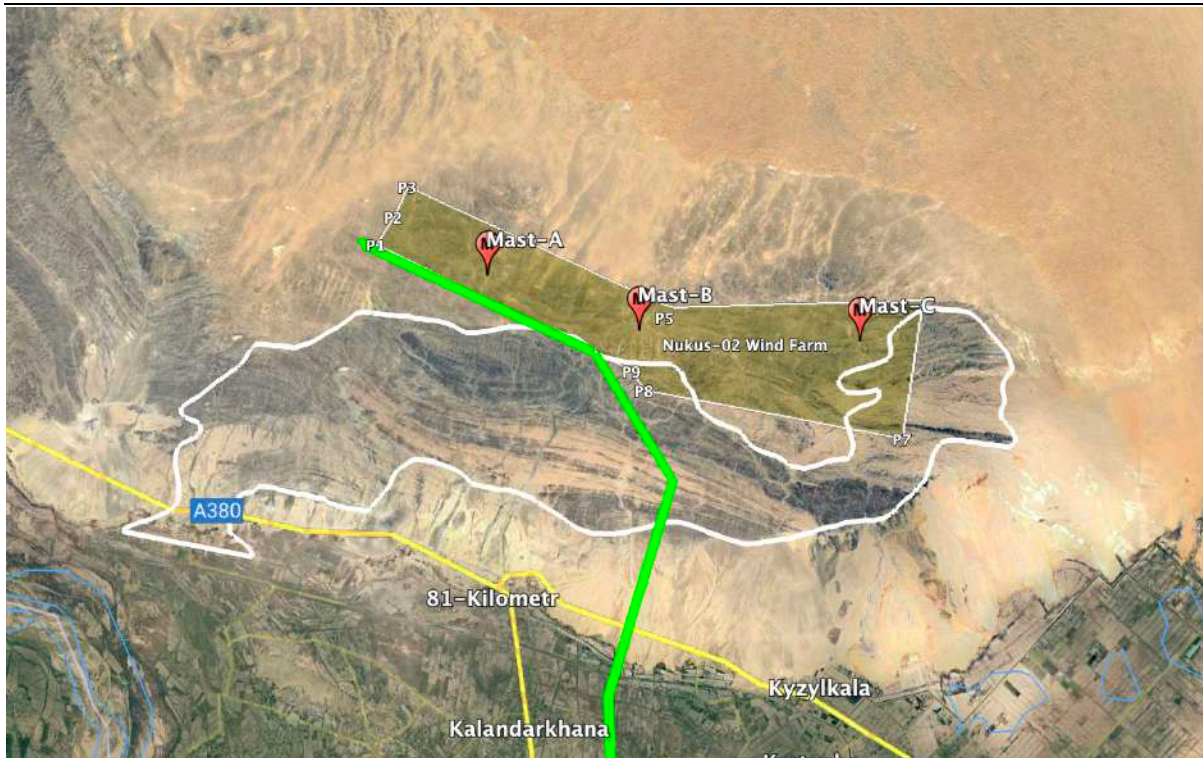 P3
P2
P1
Mast-A
Mast-B
P5
Mast-C
Nukus-02 Wind Farm
P9
P8
P7
A380
81-Kilometr
Kyzylkala
Kalandarkhana